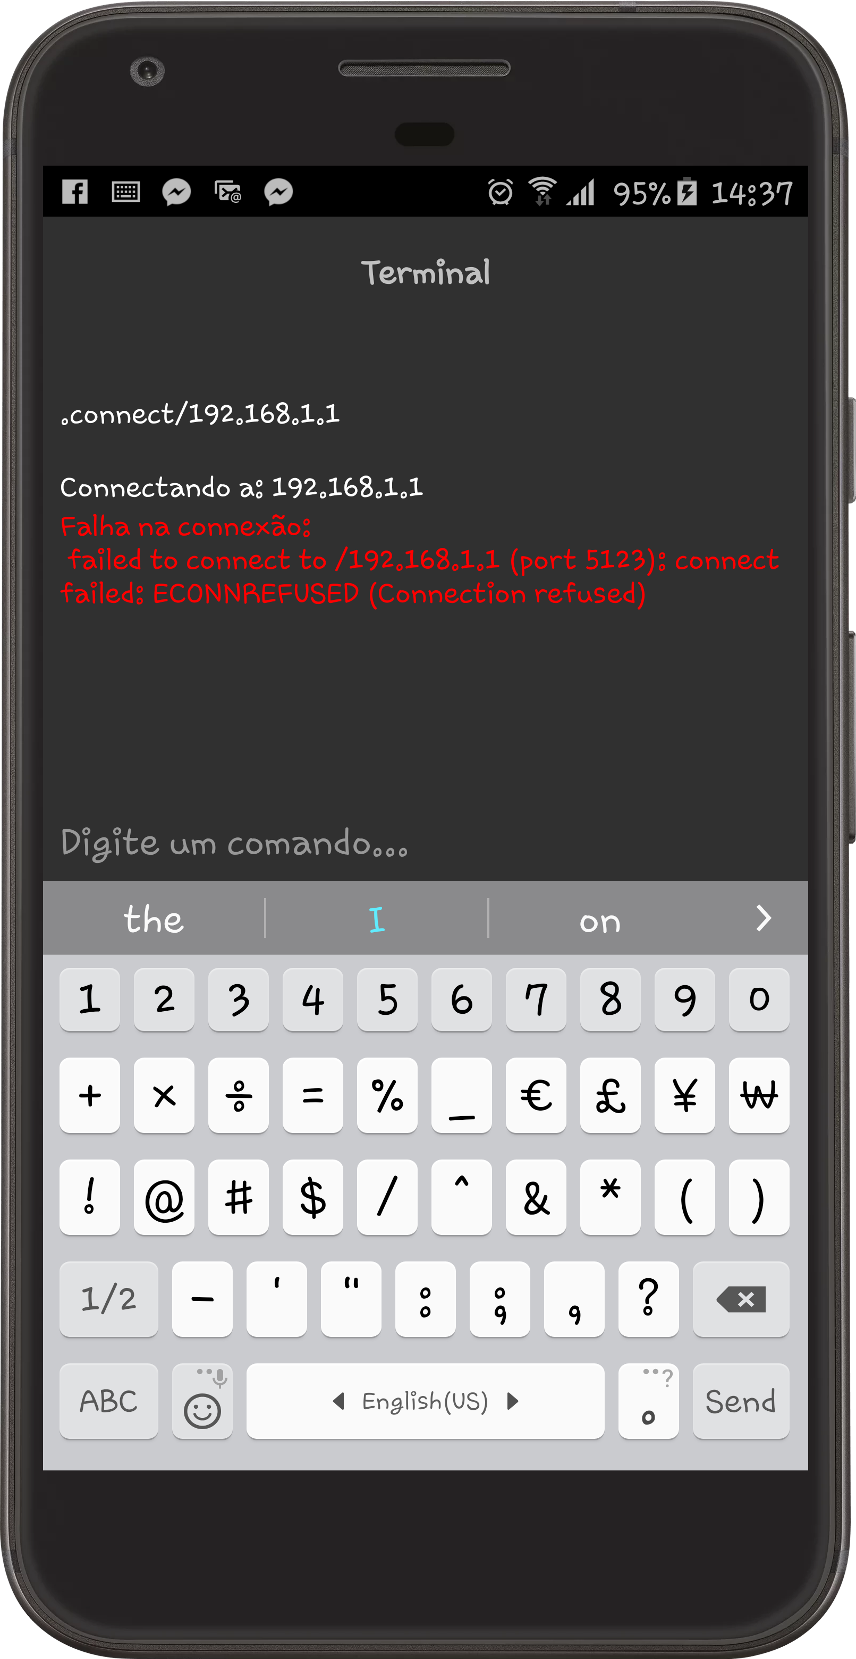 95% 14:37
Terminal
.connect/192.168.1.1
Connectando a: 192.168.1.1
Falha na connexão:
failed to connect to /192.168.1.1 (port 5123): connect
failed: ECONNREFUSED (Connection refused)
Digite um comando...
the I on >
1 2 3 4 5 6 7 8 9 0
+ × ÷ = % _ € £ ¥ ₩
! @ # $ / ^ & * ( )
1/2 - ' " : ; , ?
ABC English(US) . ? Send